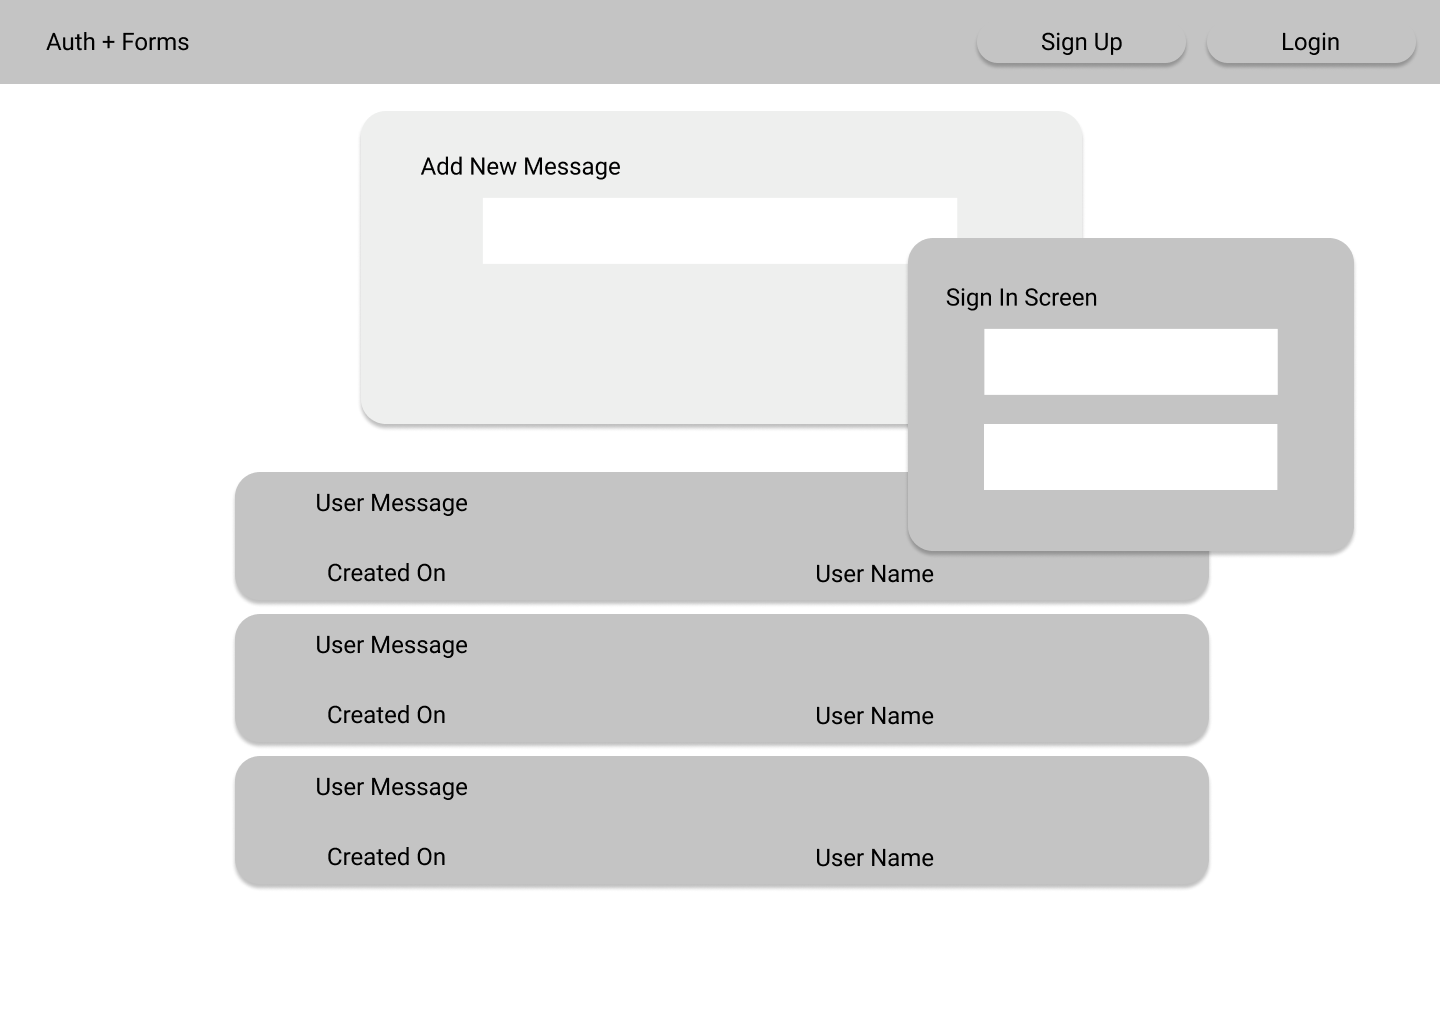 Auth + Forms
Sign Up
Login
Add New Message
Sign In Screen
User Message
Created On
User Name
User Message
Created On
User Name
User Message
Created On
User Name